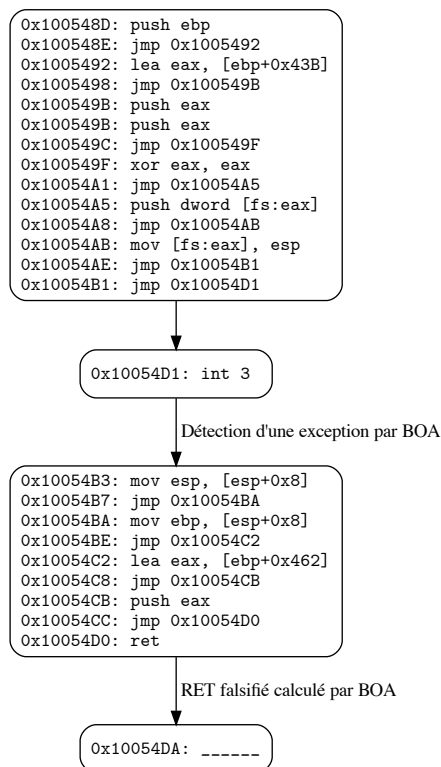 0x100548D: push ebp
0x100548E: jmp 0x1005492
0x1005492: lea eax, [ebp+0x43B]
0x1005498: jmp 0x100549B
0x100549B: push eax
0x100549B: push eax
0x100549C: jmp 0x100549F
0x100549F: xor eax, eax
0x10054A1: jmp 0x10054A5
0x10054A5: push dword [fs:eax]
0x10054A8: jmp 0x10054AB
0x10054AB: mov [fs:eax], esp
0x10054AE: jmp 0x10054B1
0x10054B1: jmp 0x10054D1
0x10054D1: int 3
Détection d'une exception par BOA
0x10054B3: mov esp, [esp+0x8]
0x10054B7: jmp 0x10054BA
0x10054BA: mov ebp, [esp+0x8]
0x10054BE: jmp 0x10054C2
0x10054C2: lea eax, [ebp+0x462]
0x10054C8: jmp 0x10054CB
0x10054CB: push eax
0x10054CC: jmp 0x10054D0
0x10054D0: ret
RET falsifié calculé par BOA
0x10054DA: ______